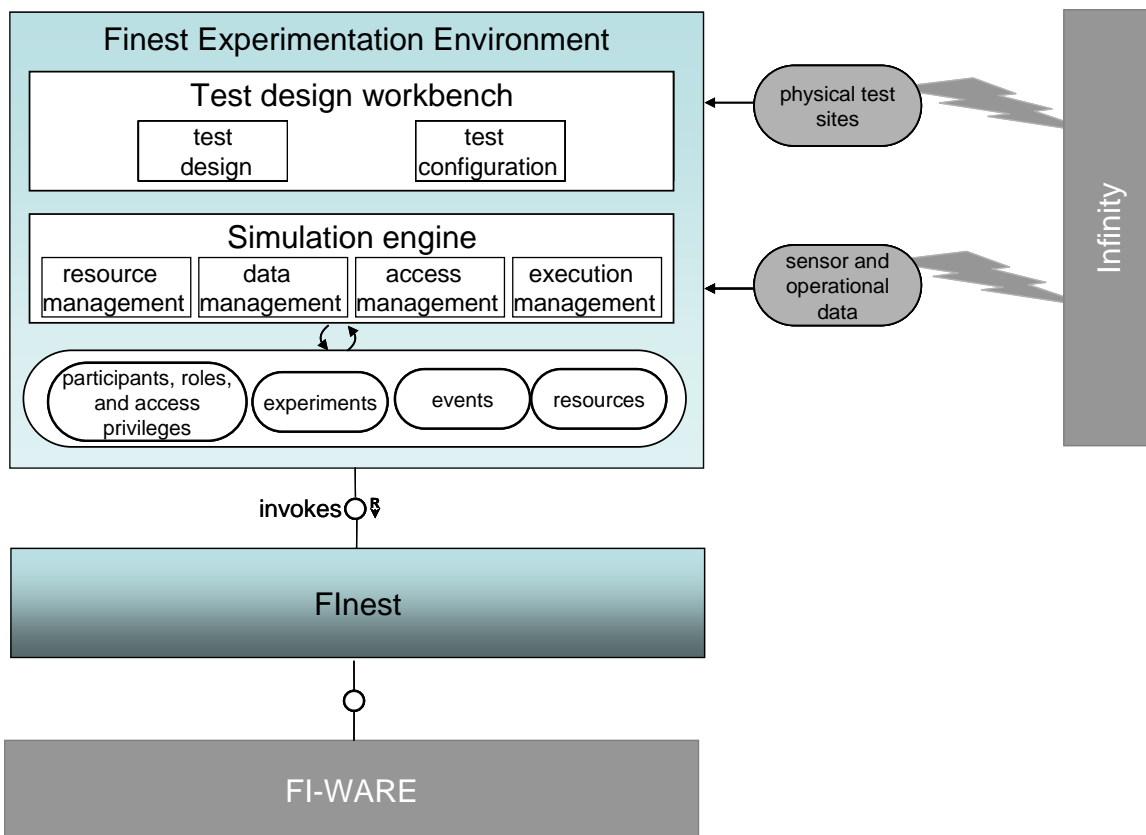 Finest Experimentation Environment
Test design workbench
test
design
test
configuration
Simulation engine
resource
management
data
management
access
management
execution
management
participants, roles,
and access
privileges
experiments
events
resources
physical test
sites
sensor and
operational
data
Infinity
invokes
R
FInest
FI-WARE